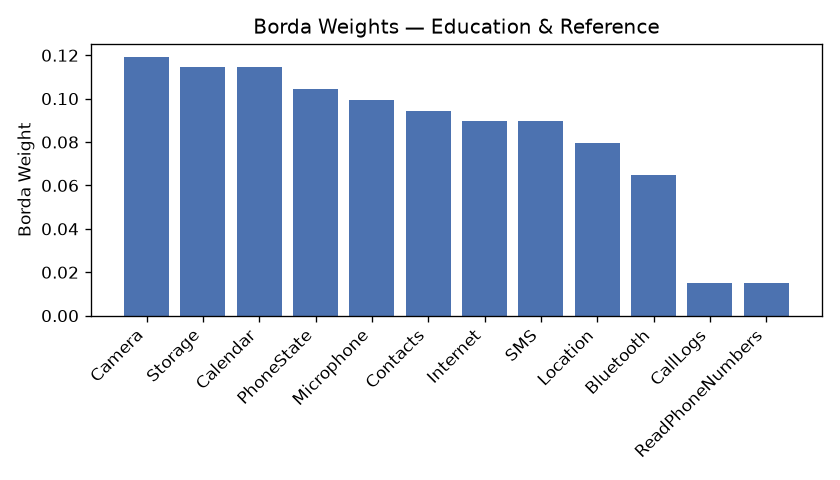 Borda Weights — Education & Reference
Borda Weight
0.12
0.10
0.08
0.06
0.04
0.02
0.00
Camera
Storage
Calendar
PhoneState
Microphone
Contacts
Internet
SMS
Location
Bluetooth
CallLogs
ReadPhoneNumbers